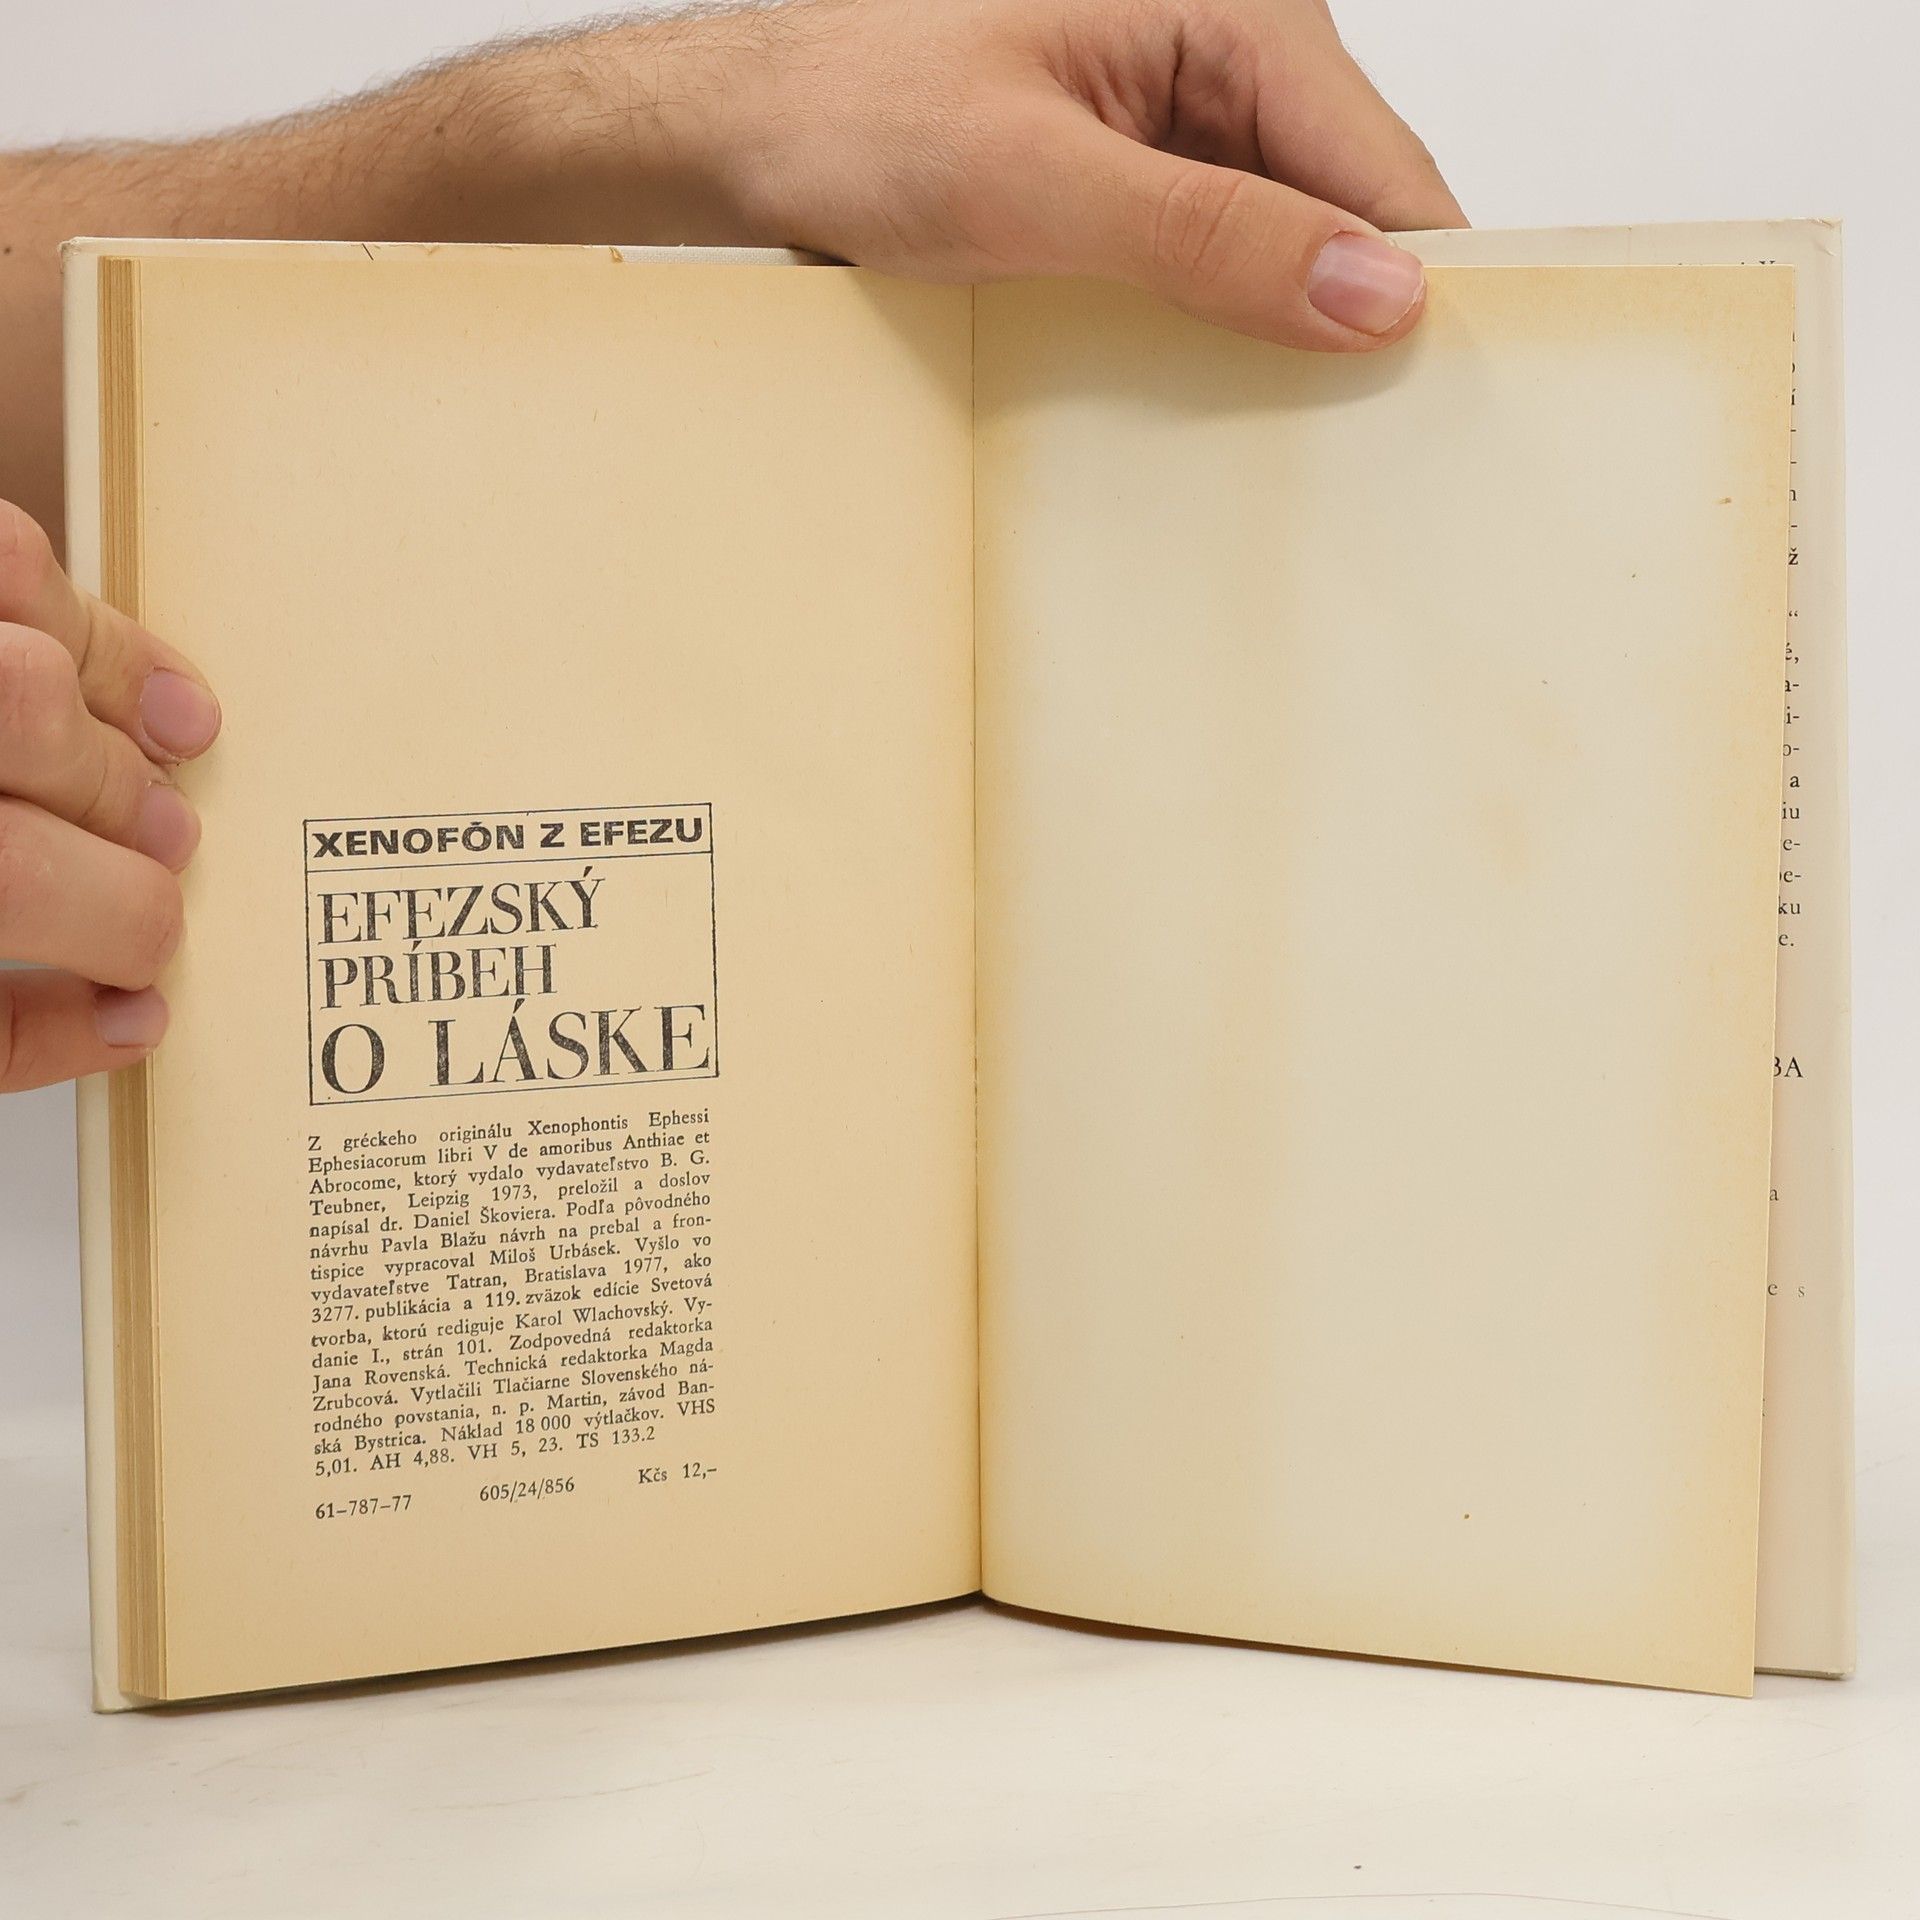 XENOFÓN Z EFEZU
EFEZSKÝ
PRÍBEH
O LÁSKE
Z gréckeho originálu Xenophontis Ephessi
Ephesiacorum libri V de amoribus Anthiae et
Abrocome, ktorý vydalo vydavateľstvo B. G.
Teubner, Leipzig 1973, preložil a doslov
napísal dr. Daniel Škoviera. Podľa pôvodného
návrhu Pavla Blažu návrh na prebal a fron-
tispice vypracoval Miloš Urbásek. Vyšlo vo
vydavateľstve Tatran, Bratislava 1977, ako
3277. publikácia a 119. zväzok edície Svetová
tvorba, ktorú rediguje Karol Wlachovský. Vy-
danie I., strán 101. Zodpovedná redaktorka
Jana Rovenská. Technická redaktorka Magda
Zrubcová. Vytlačili Tlačiarne Slovenského ná-
rodného povstania, n. p. Martin, závod Ban-
ská Bystrica. Náklad 18 000 výtlačkov. VHS
5,01. AH 4,88. VH 5, 23. TS 133.2
61–787–77 605/24/856 Kčs 12,–
í
ž
“
é,
a-
i-
o-
a
iu
e-
ku
e.
BA
a
e s